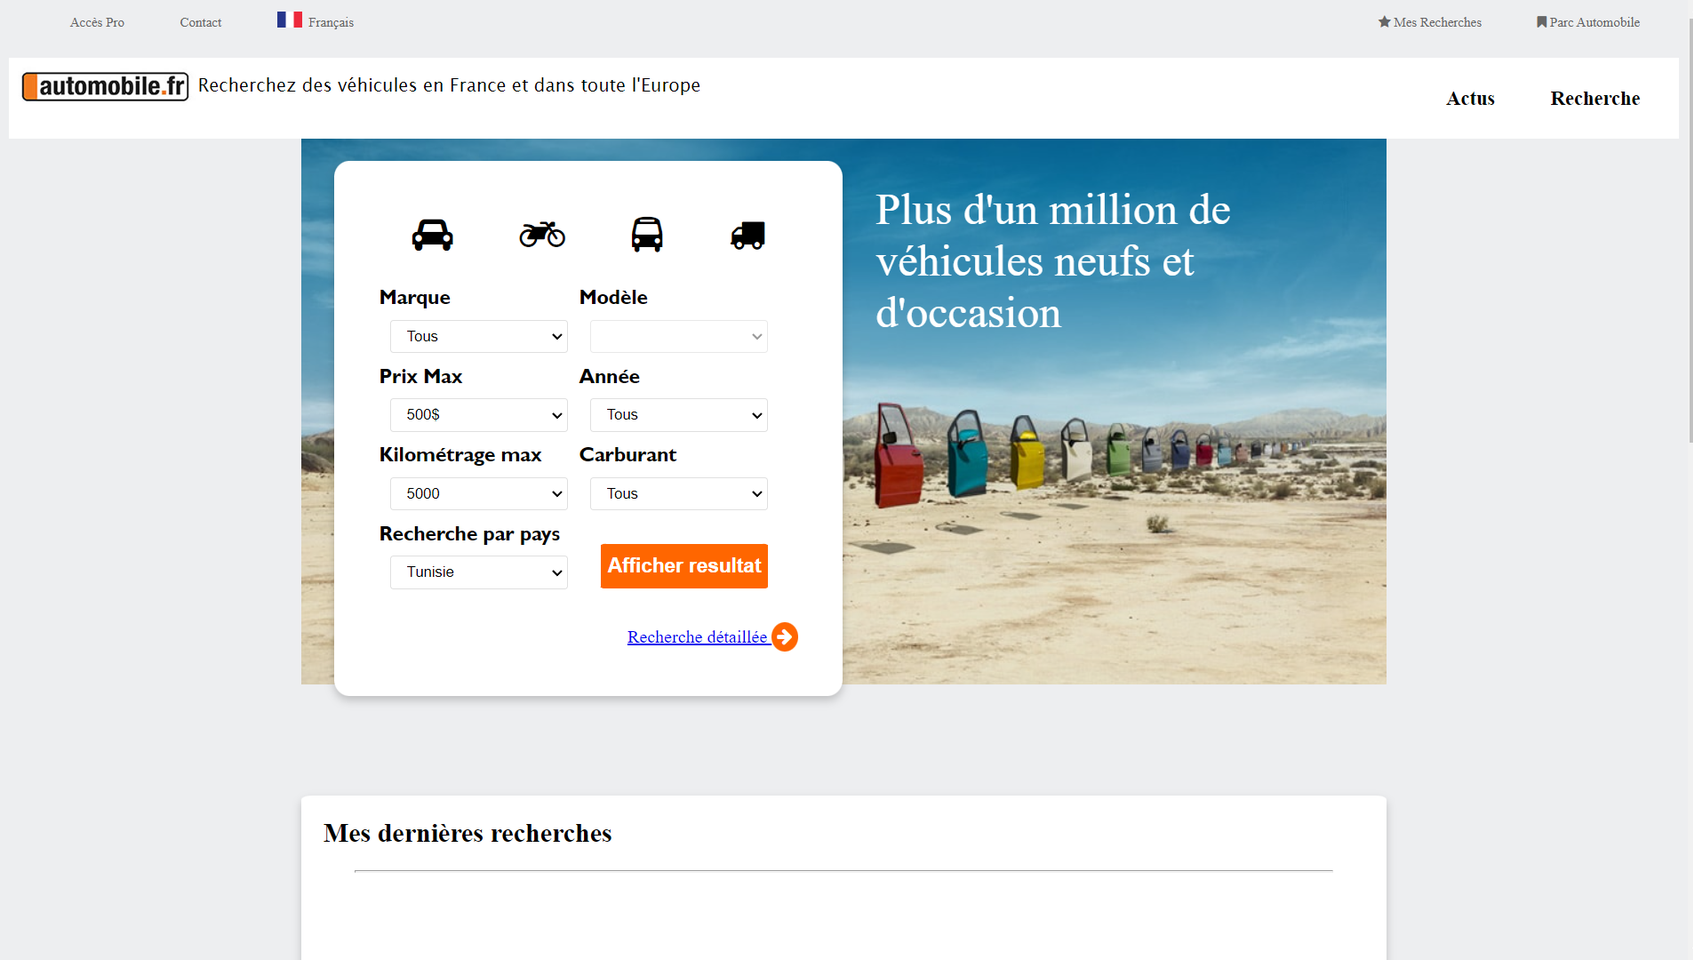 Accès Pro
Contact
Français
Mes Recherches
Parc Automobile
automobile.fr
Recherchez des véhicules en France et dans toute l'Europe
Actus
Recherche
Plus d'un million de
véhicules neufs et
d'occasion
Marque
Modèle
Tous
Prix Max
Année
500$
Tous
Kilométrage max
Carburant
5000
Tous
Recherche par pays
Tunisie
Afficher resultat
Recherche détaillée
Mes dernières recherches